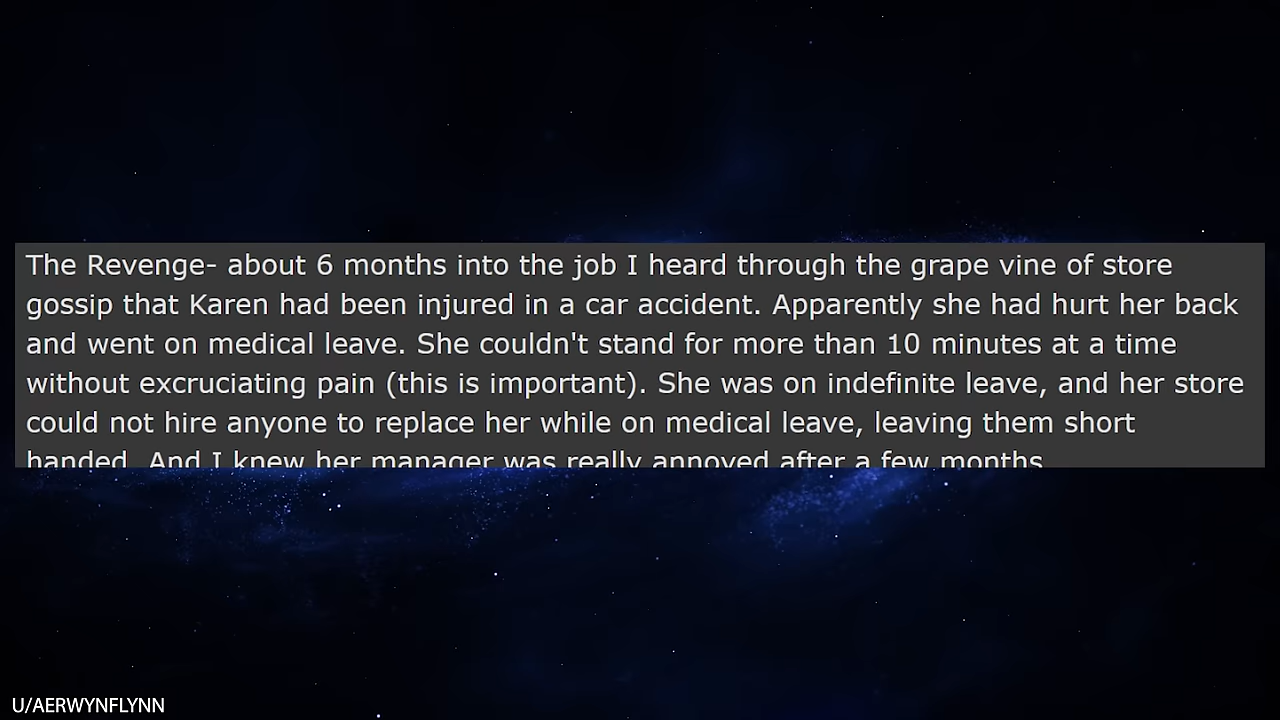 The Revenge- about 6 months into the job I heard through the grape vine of store
gossip that Karen had been injured in a car accident. Apparently she had hurt her back
and went on medical leave. She couldn't stand for more than 10 minutes at a time
without excruciating pain (this is important). She was on indefinite leave, and her store
could not hire anyone to replace her while on medical leave, leaving them short
handed. And I knew her manager was really annoyed after a few months
U/AERWYNFLYNN